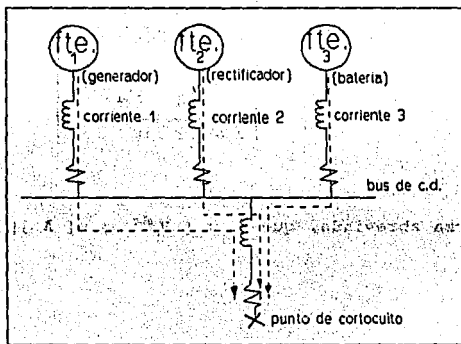 fte. 1 fte. 2 fte. 3
(generador) (rectificador) (bateria)
corriente 1 corriente 2 corriente 3
bus de c.d.
punto de cortocuito